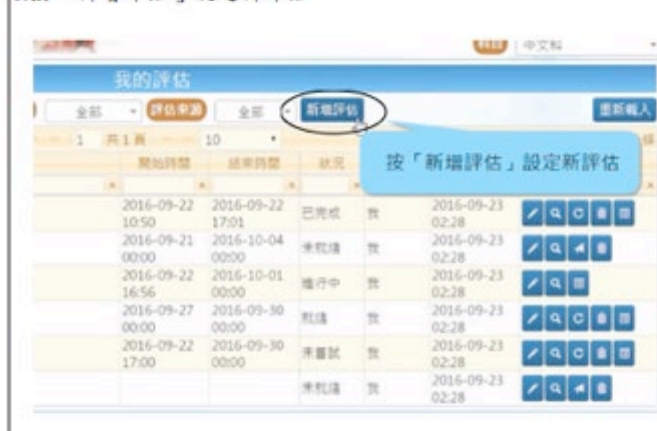 科目 中文科
我的評估
全部 評估來源 全部 新增評估 重新載入
1 共1頁 10
按「新增評估」設定新評估
開始時間 結束時間 狀況
2016-09-22 10:50 2016-09-22 17:01 已完成 我 2016-09-23 02:28
2016-09-21 00:00 2016-10-04 00:00 未就緒 我 2016-09-23 02:28
2016-09-22 16:56 2016-10-01 00:00 進行中 我 2016-09-23 02:28
2016-09-27 00:00 2016-09-30 00:00 就緒 我 2016-09-23 02:28
2016-09-22 17:00 2016-09-30 00:00 未嘗試 我 2016-09-23 02:28
未就緒 我 2016-09-23 02:28